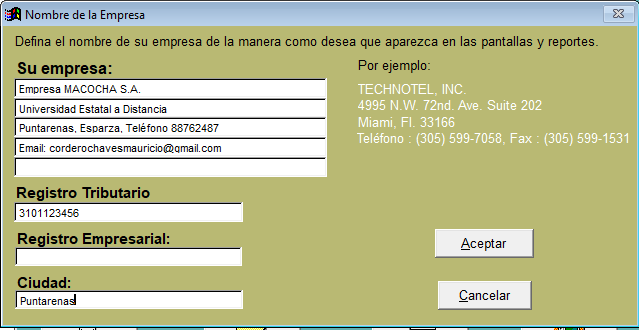 Nombre de la Empresa
Defina el nombre de su empresa de la manera como desea que aparezca en las pantallas y reportes.
Su empresa:
Empresa MACOCHA S.A.
Universidad Estatal a Distancia
Puntarenas, Esparza, Teléfono 88762487
Email: corderochavesmauricio@gmail.com
Por ejemplo:
TECHNOTEL, INC.
4995 N.W. 72nd. Ave. Suite 202
Miami, Fl. 33166
Teléfono : (305) 599-7058, Fax : (305) 599-1531
Registro Tributario
3101123456
Registro Empresarial:
Ciudad:
Puntarenas
Aceptar
Cancelar